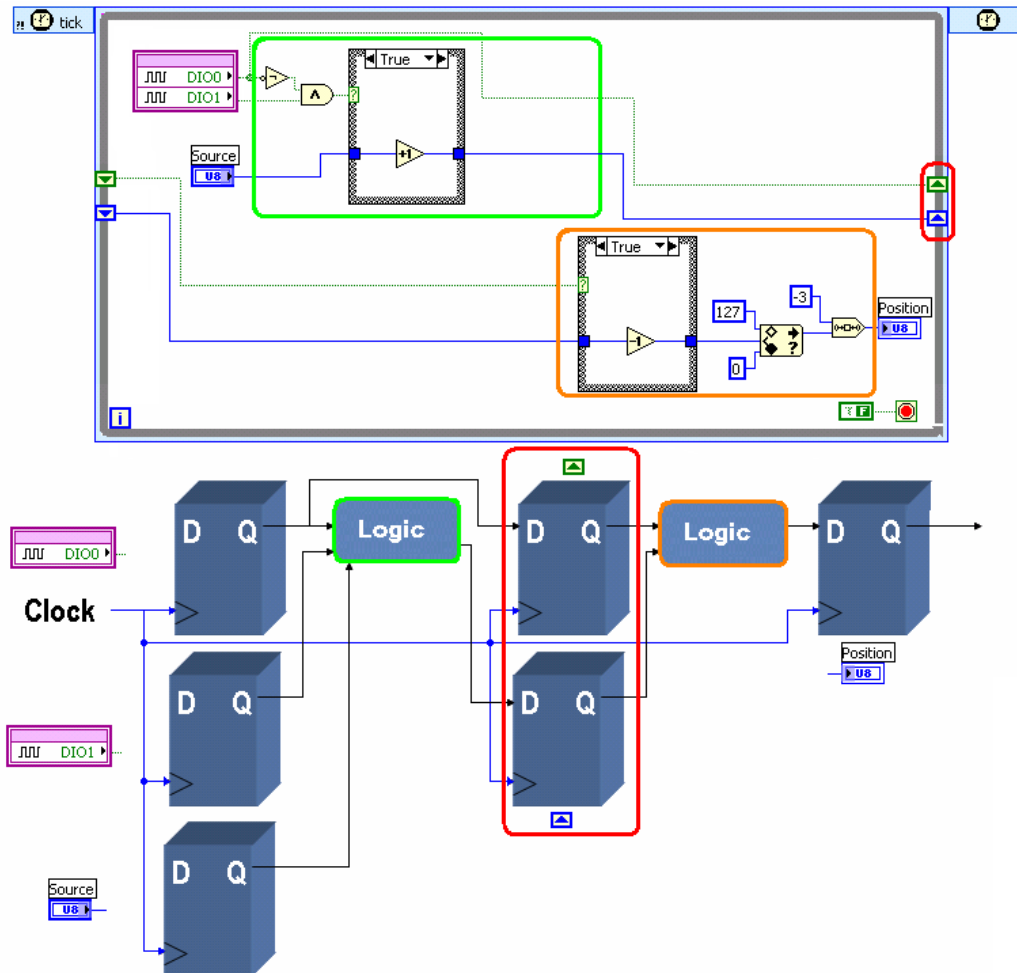 ?! tick
True
DIO0
DIO1
?
+1
Source
U8
True
?
-1
127
0
?
-3
Position
U8
i
? F
D Q
Logic
D Q
Logic
D Q
DIO0
Clock
D Q
D Q
Position
U8
DIO1
D Q
Source
U8